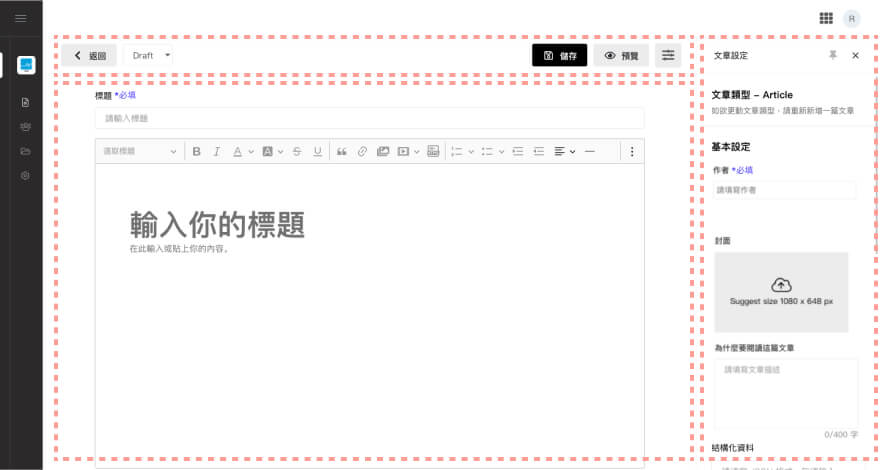 R
返回
Draft
儲存
預覽
文章設定
標題 *必填
請輸入標題
選取標題
輸入你的標題
在此輸入或貼上你的內容。
文章類型 – Article
如欲更動文章類型，請重新新增一篇文章
基本設定
作者 *必填
請填寫作者
封面
Suggest size 1080 x 648 px
為什麼要閱讀這篇文章
請填寫文章描述
0/400 字
結構化資料